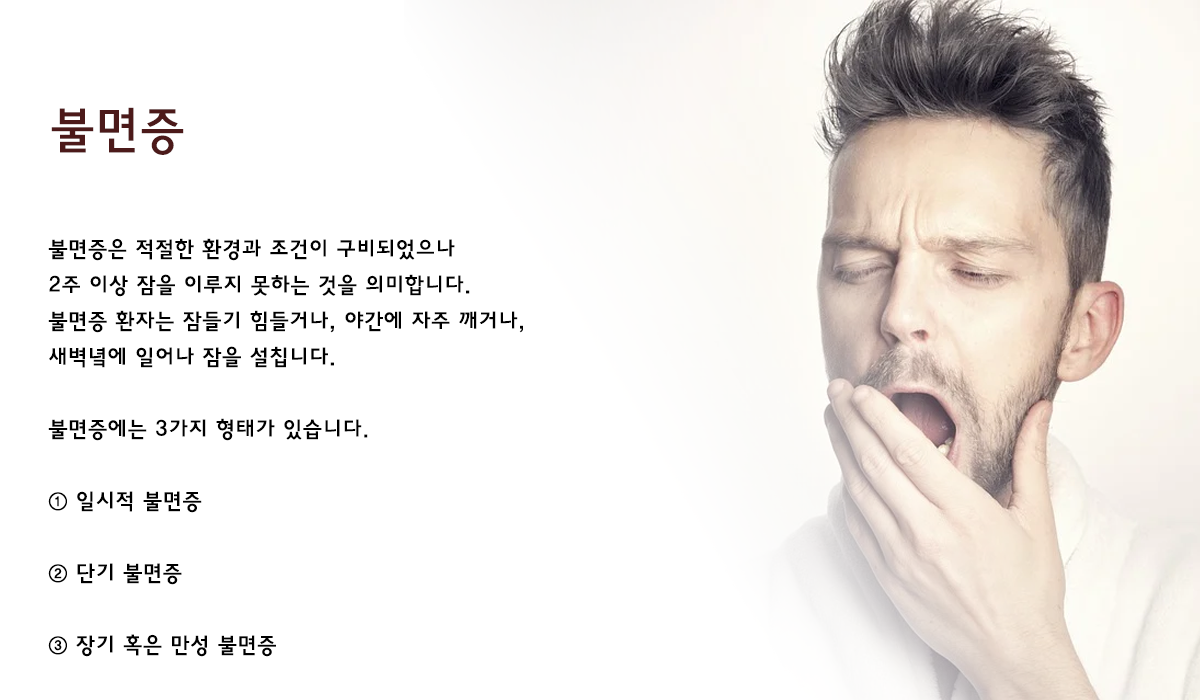 불면증
불면증은 적절한 환경과 조건이 구비되었으나
2주 이상 잠을 이루지 못하는 것을 의미합니다.
불면증 환자는 잠들기 힘들거나, 야간에 자주 깨거나,
새벽녘에 일어나 잠을 설칩니다.
불면증에는 3가지 형태가 있습니다.
① 일시적 불면증
② 단기 불면증
③ 장기 혹은 만성 불면증